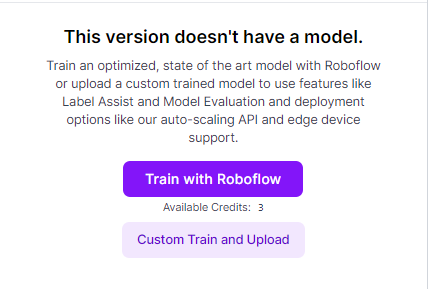 This version doesn't have a model.
Train an optimized, state of the art model with Roboflow
or upload a custom trained model to use features like
Label Assist and Model Evaluation and deployment
options like our auto-scaling API and edge device
support.
Train with Roboflow
Available Credits: 3
Custom Train and Upload